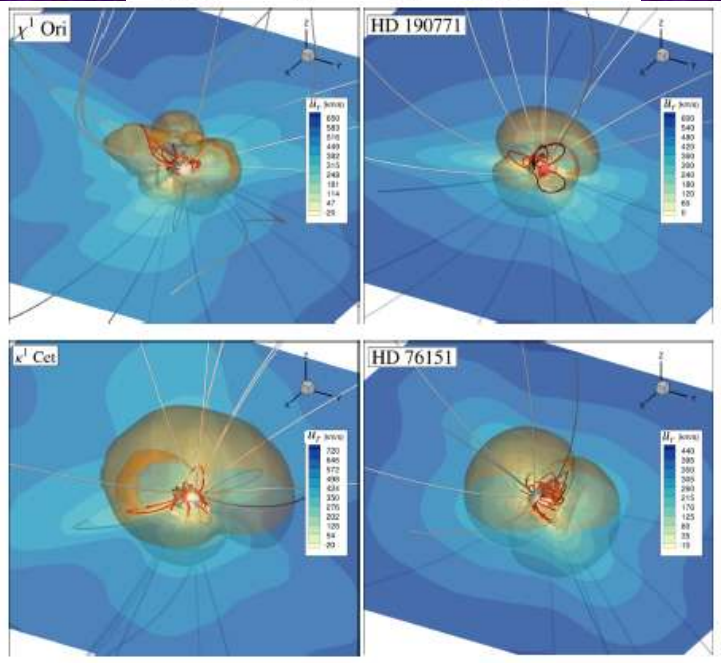 χ¹ Ori
Z
X
Y
u_r (km/s)
650
583
516
449
382
315
248
181
114
47
-20
HD 190771
Z
X
Y
u_r (km/s)
600
540
480
420
360
300
240
180
120
60
0
κ¹ Cet
Z
X
Y
u_r (km/s)
720
646
572
498
424
350
276
202
128
54
-20
HD 76151
Z
X
Y
u_r (km/s)
440
395
350
305
260
215
170
125
80
35
-10